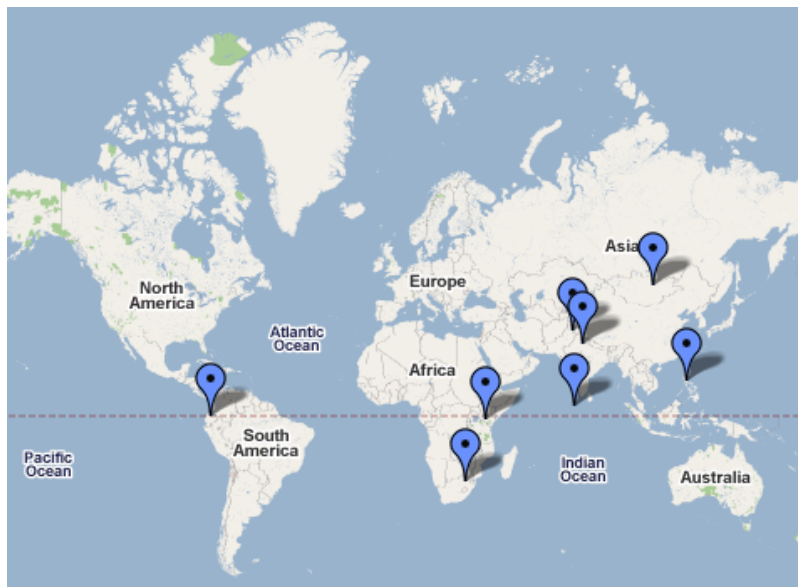 Asia
Europe
North
America
Atlantic
Ocean
Africa
South
America
Pacific
Ocean
Indian
Ocean
Australia